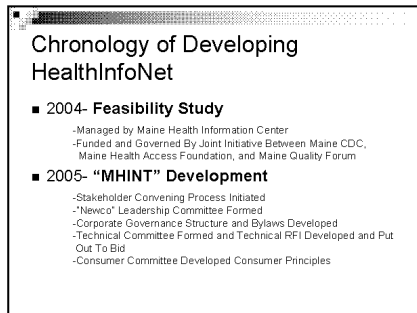 Chronology of Developing
HealthInfoNet
■ 2004- Feasibility Study
-Managed by Maine Health Information Center
-Funded and Governed By Joint Initiative Between Maine CDC,
Maine Health Access Foundation, and Maine Quality Forum
■ 2005- “MHINT” Development
-Stakeholder Convening Process Initiated
-"Newco" Leadership Committee Formed
-Corporate Governance Structure and Bylaws Developed
-Technical Committee Formed and Technical RFI Developed and Put
Out To Bid
-Consumer Committee Developed Consumer Principles